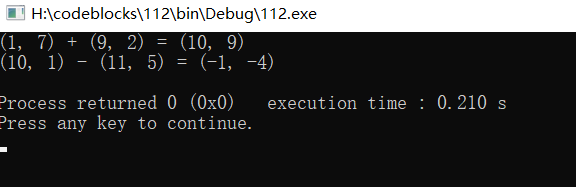 H:\codeblocks\112\bin\Debug\112.exe
(1, 7) + (9, 2) = (10, 9)
(10, 1) - (11, 5) = (-1, -4)
Process returned 0 (0x0)   execution time : 0.210 s
Press any key to continue.